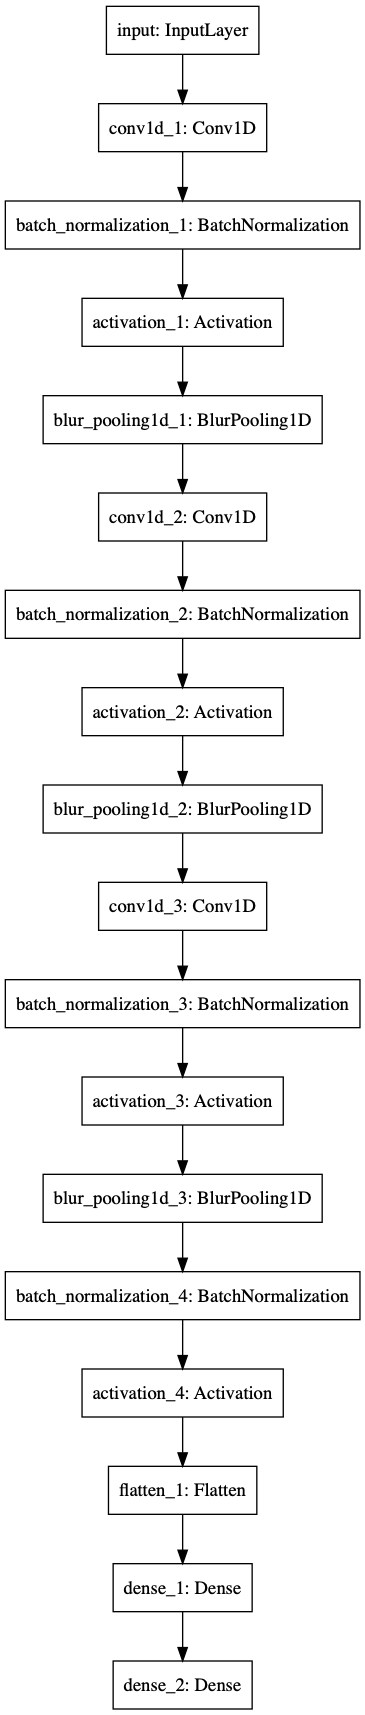 input: InputLayer
conv1d_1: Conv1D
batch_normalization_1: BatchNormalization
activation_1: Activation
blur_pooling1d_1: BlurPooling1D
conv1d_2: Conv1D
batch_normalization_2: BatchNormalization
activation_2: Activation
blur_pooling1d_2: BlurPooling1D
conv1d_3: Conv1D
batch_normalization_3: BatchNormalization
activation_3: Activation
blur_pooling1d_3: BlurPooling1D
batch_normalization_4: BatchNormalization
activation_4: Activation
flatten_1: Flatten
dense_1: Dense
dense_2: Dense